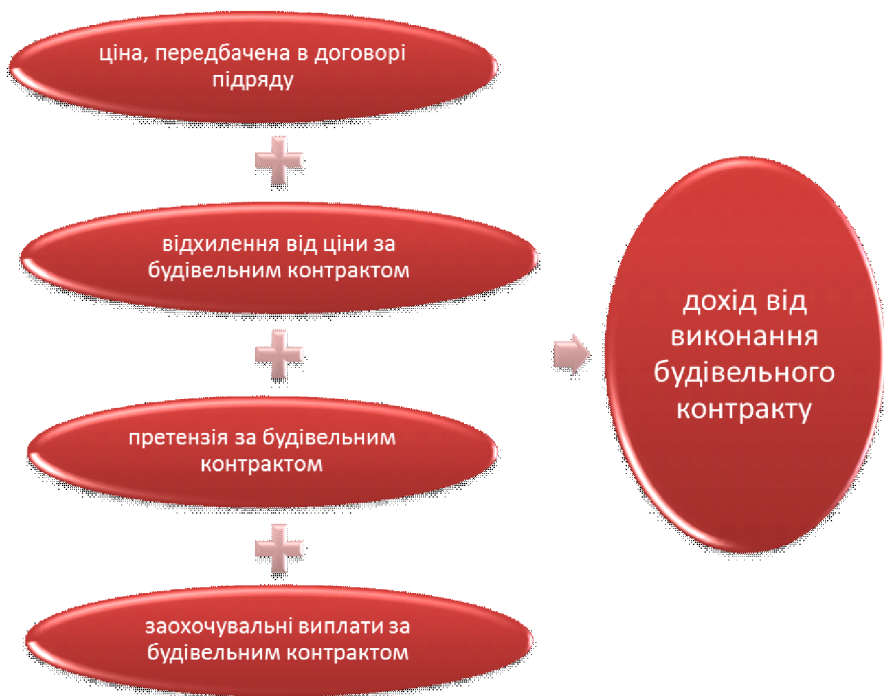 ціна, передбачена в договорі
підряду
відхилення від ціни за
будівельним контрактом
претензія за будівельним
контрактом
заохочувальні виплати за
будівельним контрактом
дохід від
виконання
будівельного
контракту